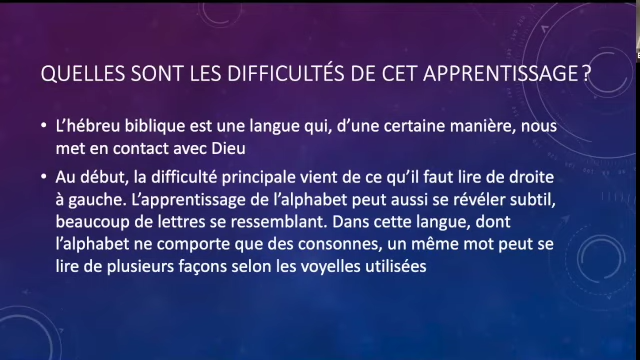 QUELLES SONT LES DIFFICULTÉS DE CET APPRENTISSAGE ?
• L'hébreu biblique est une langue qui, d'une certaine manière, nous
met en contact avec Dieu
• Au début, la difficulté principale vient de ce qu'il faut lire de droite
à gauche. L'apprentissage de l'alphabet peut aussi se révéler subtil,
beaucoup de lettres se ressemblant. Dans cette langue, dont
l'alphabet ne comporte que des consonnes, un même mot peut se
lire de plusieurs façons selon les voyelles utilisées